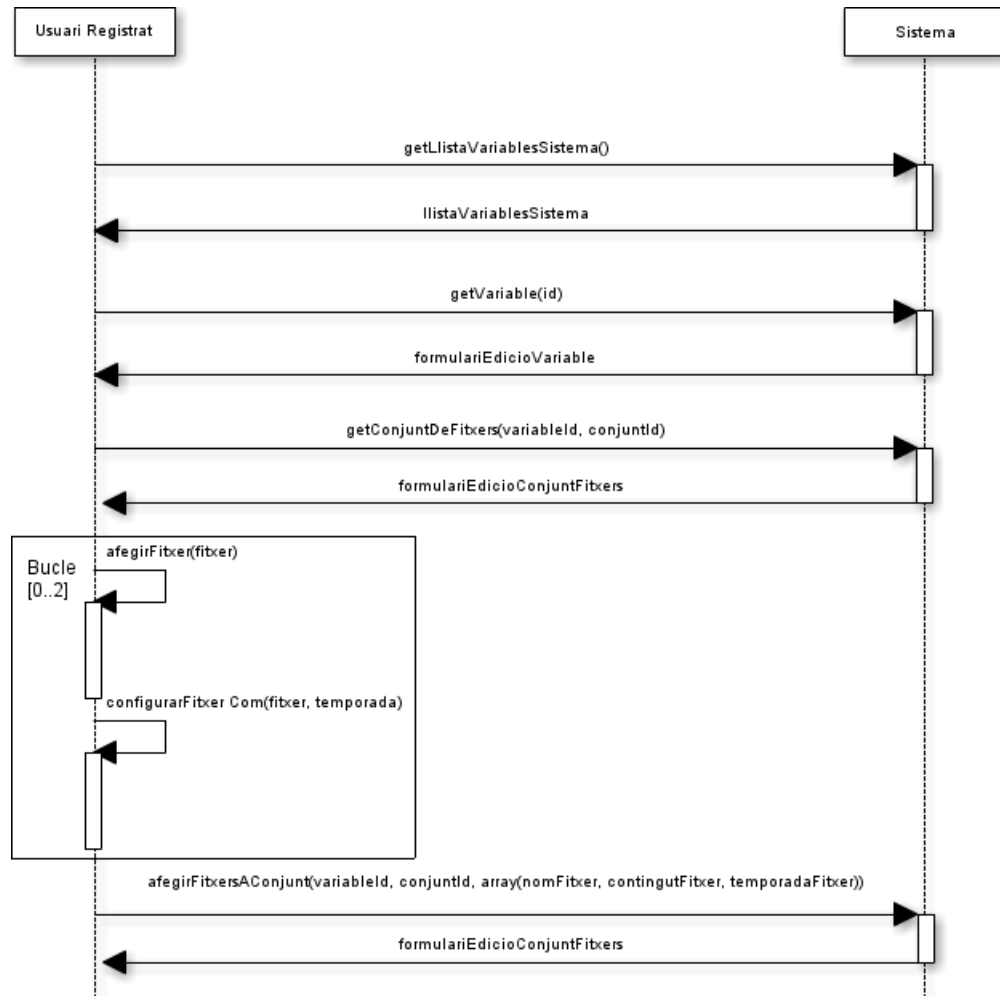 Usuari Registrat
Sistema
getLlistaVariablesSistema()
llistaVariablesSistema
getVariable(id)
formulariEdicioVariable
getConjuntDeFitxers(variableId, conjuntId)
formulariEdicioConjuntFitxers
Bucle
[0..2]
afegirFitxer(fitxer)
configurarFitxer Com(fitxer, temporada)
afegirFitxersAConjunt(variableId, conjuntId, array(nomFitxer, contingutFitxer, temporadaFitxer))
formulariEdicioConjuntFitxers